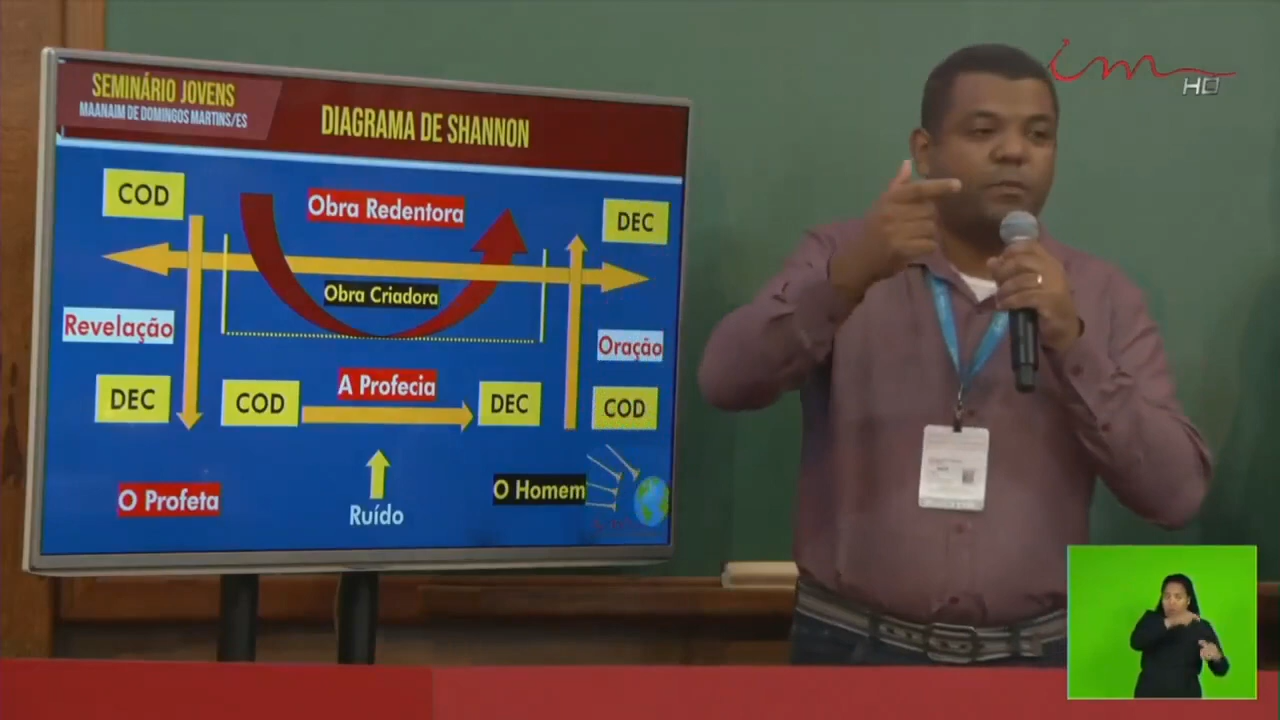 SEMINÁRIO JOVENS
MAANAIM DE DOMINGOS MARTINS/ES
DIAGRAMA DE SHANNON
im
HD
COD
Obra Redentora
DEC
Obra Criadora
Revelação
Oração
DEC
COD
A Profecia
DEC
COD
O Profeta
Ruído
O Homem